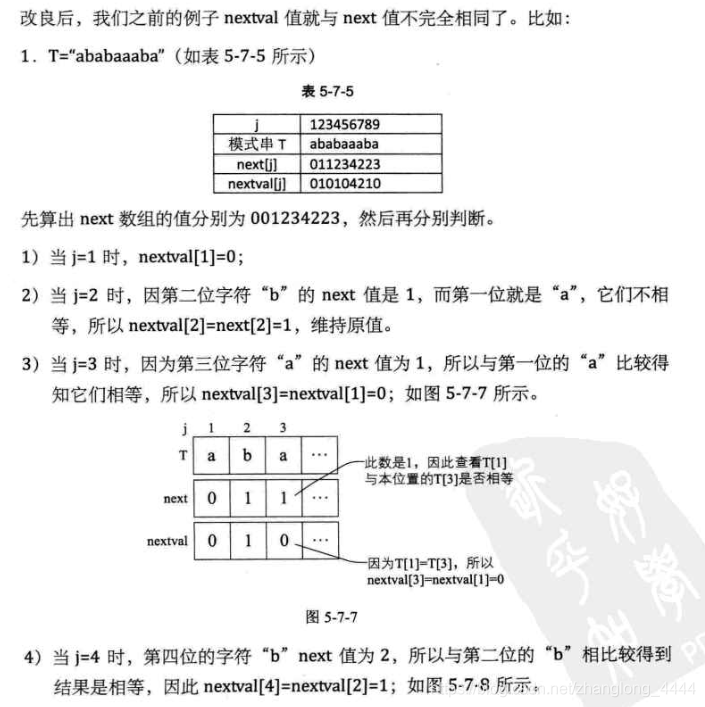 改良后，我们之前的例子 nextval 值就与 next 值不完全相同了。比如：
1．T=“ababaaaba”（如表 5-7-5 所示）
表 5-7-5
j 123456789
模式串 T ababaaaba
next[j] 011234223
nextval[j] 010104210
先算出 next 数组的值分别为 001234223，然后再分别判断。
1）当 j=1 时，nextval[1]=0；
2）当 j=2 时，因第二位字符“b”的 next 值是 1，而第一位就是“a”，它们不相
等，所以 nextval[2]=next[2]=1，维持原值。
3）当 j=3 时，因为第三位字符“a”的 next 值为 1，所以与第一位的“a”比较得
知它们相等，所以 nextval[3]=nextval[1]=0；如图 5-7-7 所示。
j 1 2 3
T a b a …
此数是1，因此查看T[1]
与本位置的T[3]是否相等
next 0 1 1 …
nextval 0 1 0 …
因为T[1]=T[3]，所以
nextval[3]=nextval[1]=0
图 5-7-7
4）当 j=4 时，第四位的字符“b”next 值为 2，所以与第二位的“b”相比较得到
结果是相等，因此 nextval[4]=nextval[2]=1；如图 5-7-8 所示。